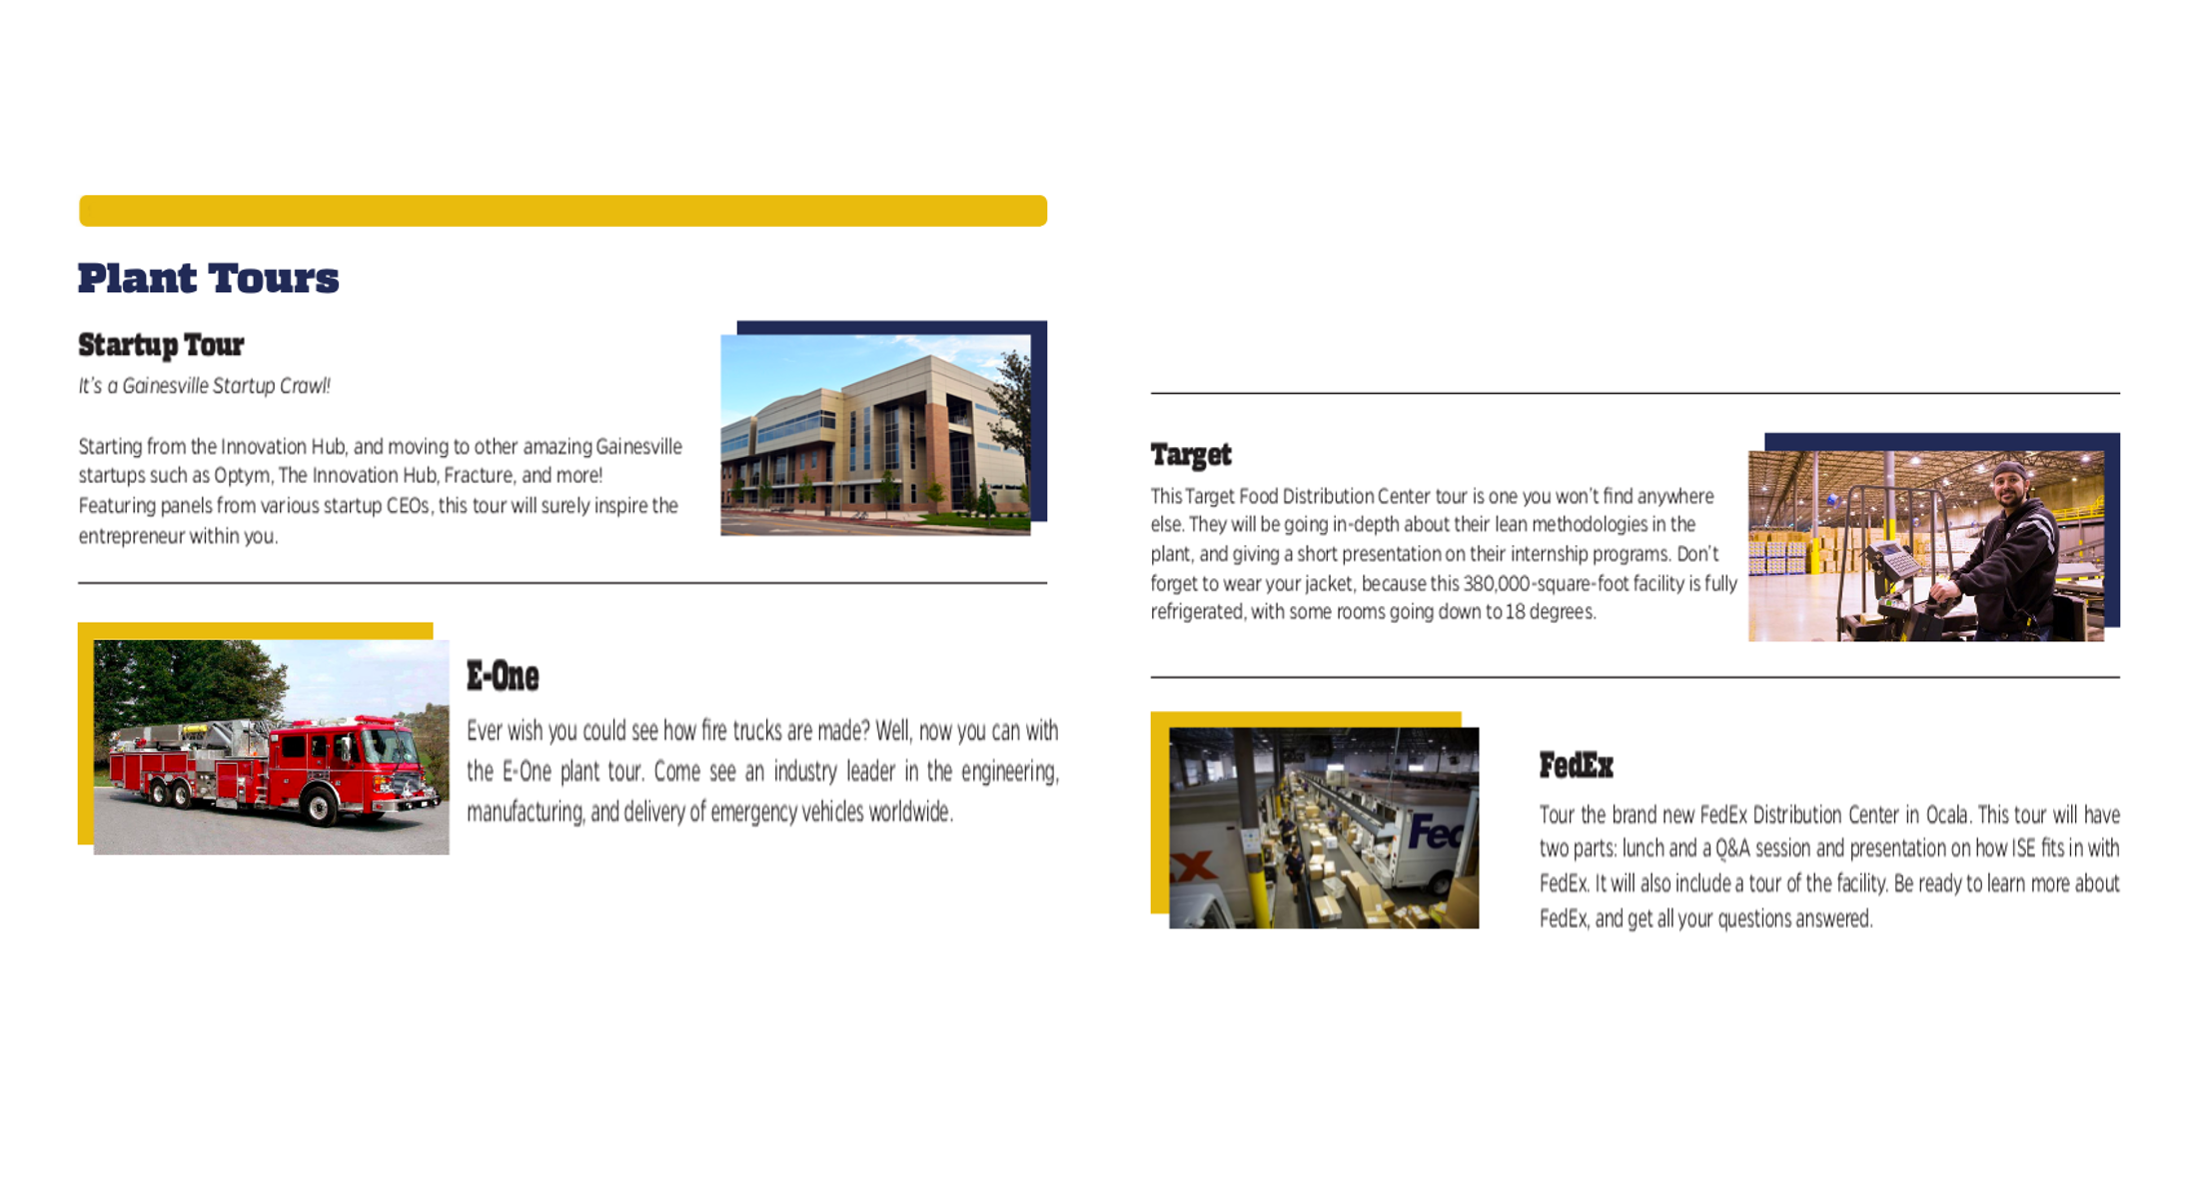 Plant Tours
Startup Tour
It's a Gainesville Startup Crawl!
Starting from the Innovation Hub, and moving to other amazing Gainesville
startups such as Optym, The Innovation Hub, Fracture, and more!
Featuring panels from various startup CEOs, this tour will surely inspire the
entrepreneur within you.
E-One
Ever wish you could see how fire trucks are made? Well, now you can with
the E-One plant tour. Come see an industry leader in the engineering,
manufacturing, and delivery of emergency vehicles worldwide.
Target
This Target Food Distribution Center tour is one you won't find anywhere
else. They will be going in-depth about their lean methodologies in the
plant, and giving a short presentation on their internship programs. Don't
forget to wear your jacket, because this 380,000-square-foot facility is fully
refrigerated, with some rooms going down to 18 degrees.
Fed
x
FedEx
Tour the brand new FedEx Distribution Center in Ocala. This tour will have
two parts: lunch and a Q&A session and presentation on how ISE fits in with
FedEx. It will also include a tour of the facility. Be ready to learn more about
FedEx, and get all your questions answered.